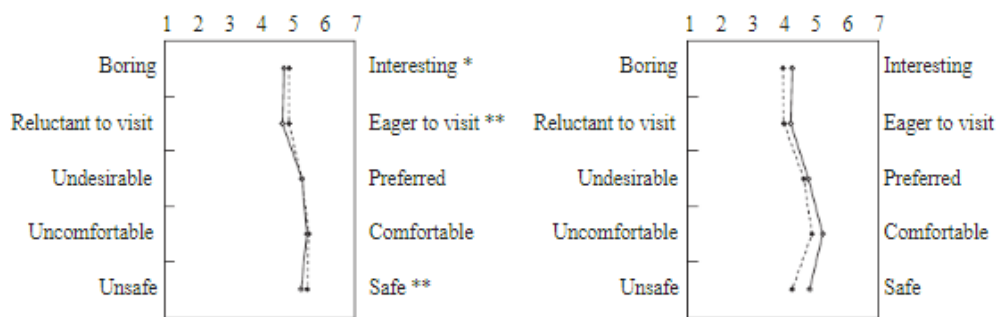 1 2 3 4 5 6 7 1 2 3 4 5 6 7
Boring Interesting * Boring Interesting
Reluctant to visit Eager to visit ** Reluctant to visit Eager to visit
Undesirable Preferred Undesirable Preferred
Uncomfortable Comfortable Uncomfortable Comfortable
Unsafe Safe ** Unsafe Safe